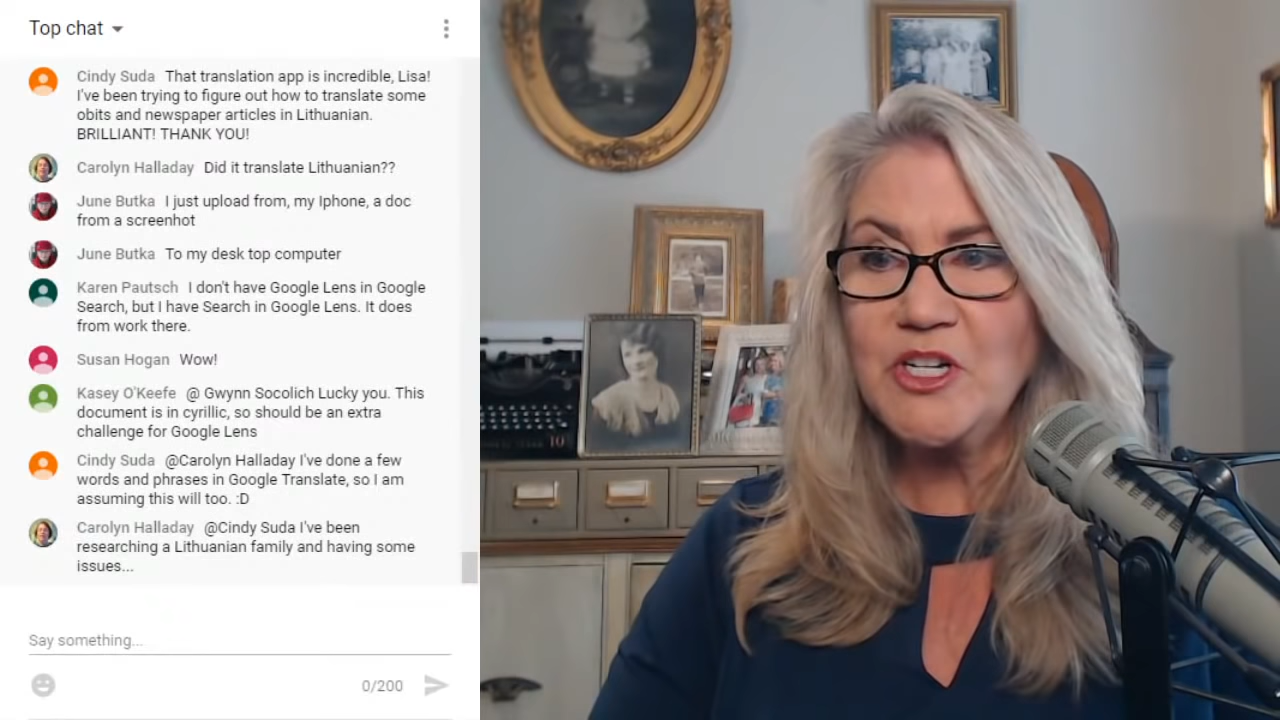 Top chat
Cindy Suda That translation app is incredible, Lisa!
I've been trying to figure out how to translate some
obits and newspaper articles in Lithuanian.
BRILLIANT! THANK YOU!
Carolyn Halladay Did it translate Lithuanian??
June Butka I just upload from, my Iphone, a doc
from a screenhot
June Butka To my desk top computer
Karen Pautsch I don't have Google Lens in Google
Search, but I have Search in Google Lens. It does
from work there.
Susan Hogan Wow!
Kasey O'Keefe @ Gwynn Socolich Lucky you. This
document is in cyrillic, so should be an extra
challenge for Google Lens
Cindy Suda @Carolyn Halladay I've done a few
words and phrases in Google Translate, so I am
assuming this will too. :D
Carolyn Halladay @Cindy Suda I've been
researching a Lithuanian family and having some
issues...
Say something...
0/200
10